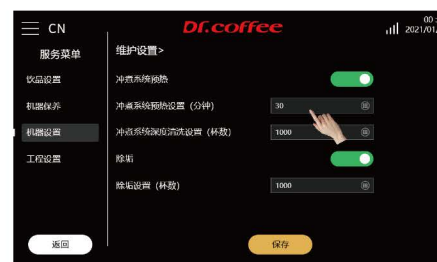 CN
Dr.coffee
00:
2021/01/
服务菜单
维护设置>
饮品设置
冲煮系统预热
机器保养
冲煮系统预热设置（分钟）
30
机器设置
冲煮系统深度清洗设置（杯数）
1000
工程设置
除垢
除垢设置（杯数）
1000
返回
保存